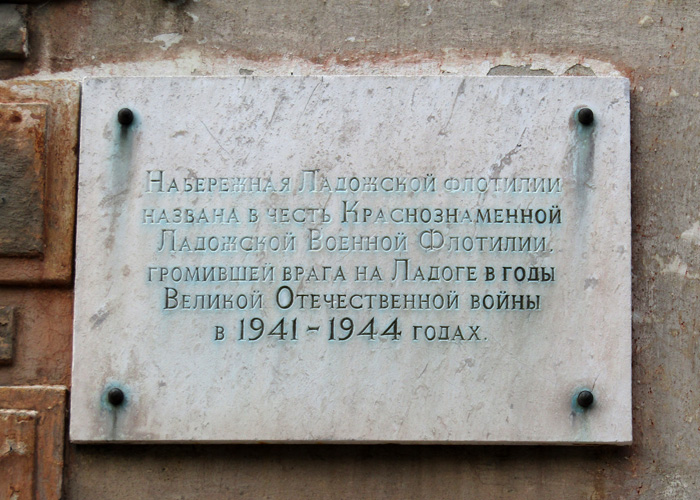 Набережная Ладожской флотилии
названа в честь Краснознаменной
Ладожской Военной Флотилии,
громившей врага на Ладоге в годы
Великой Отечественной войны
в 1941-1944 годах.